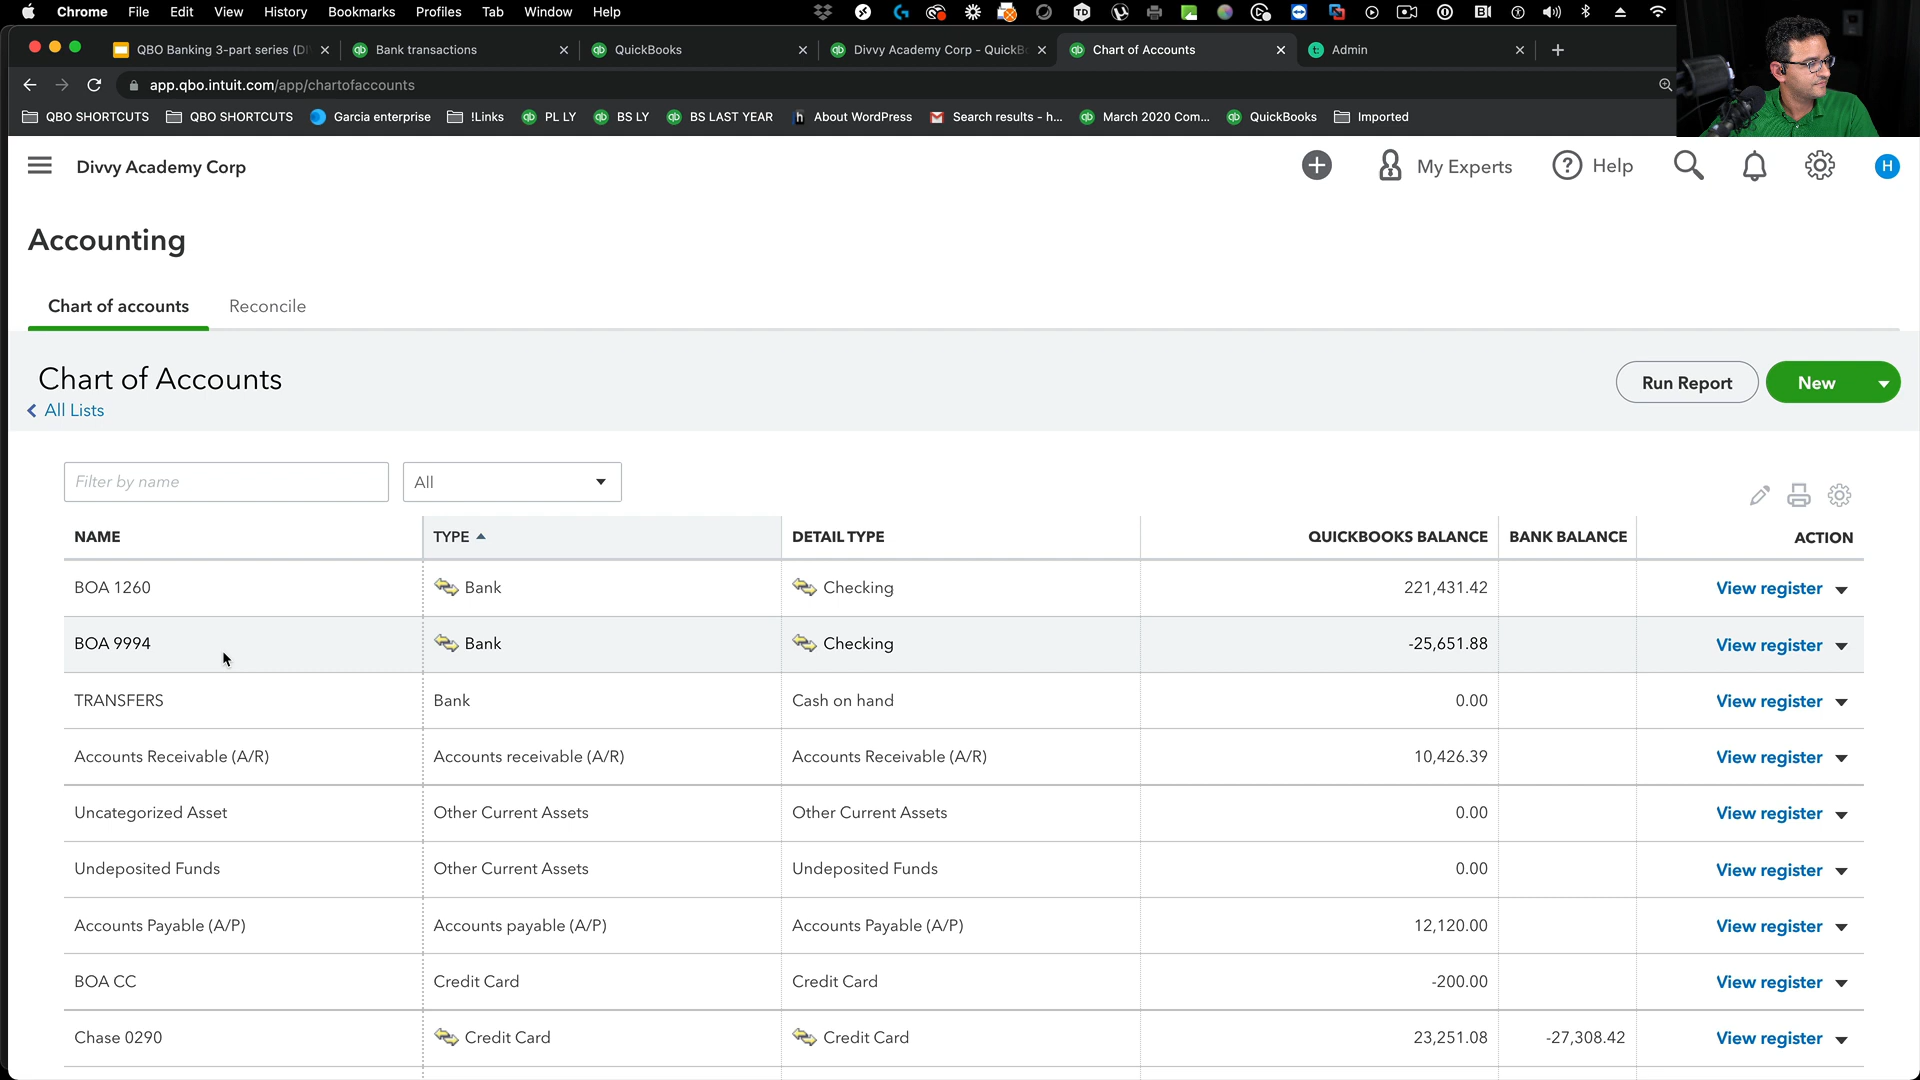 Chrome File Edit View History Bookmarks Profiles Tab Window Help
QBO Banking 3-part series (DI
Bank transactions
QuickBooks
Divvy Academy Corp - QuickB
Chart of Accounts
Admin
app.qbo.intuit.com/app/chartofaccounts
QBO SHORTCUTS QBO SHORTCUTS Garcia enterprise !Links PL LY BS LY BS LAST YEAR About WordPress Search results - h... March 2020 Com... QuickBooks Imported
Divvy Academy Corp
My Experts
Help
H
Accounting
Chart of accounts Reconcile
Chart of Accounts
All Lists
Run Report
New
Filter by name
All
NAME TYPE DETAIL TYPE QUICKBOOKS BALANCE BANK BALANCE ACTION
BOA 1260 Bank Checking 221,431.42 View register
BOA 9994 Bank Checking -25,651.88 View register
TRANSFERS Bank Cash on hand 0.00 View register
Accounts Receivable (A/R) Accounts receivable (A/R) Accounts Receivable (A/R) 10,426.39 View register
Uncategorized Asset Other Current Assets Other Current Assets 0.00 View register
Undeposited Funds Other Current Assets Undeposited Funds 0.00 View register
Accounts Payable (A/P) Accounts payable (A/P) Accounts Payable (A/P) 12,120.00 View register
BOA CC Credit Card Credit Card -200.00 View register
Chase 0290 Credit Card Credit Card 23,251.08 -27,308.42 View register